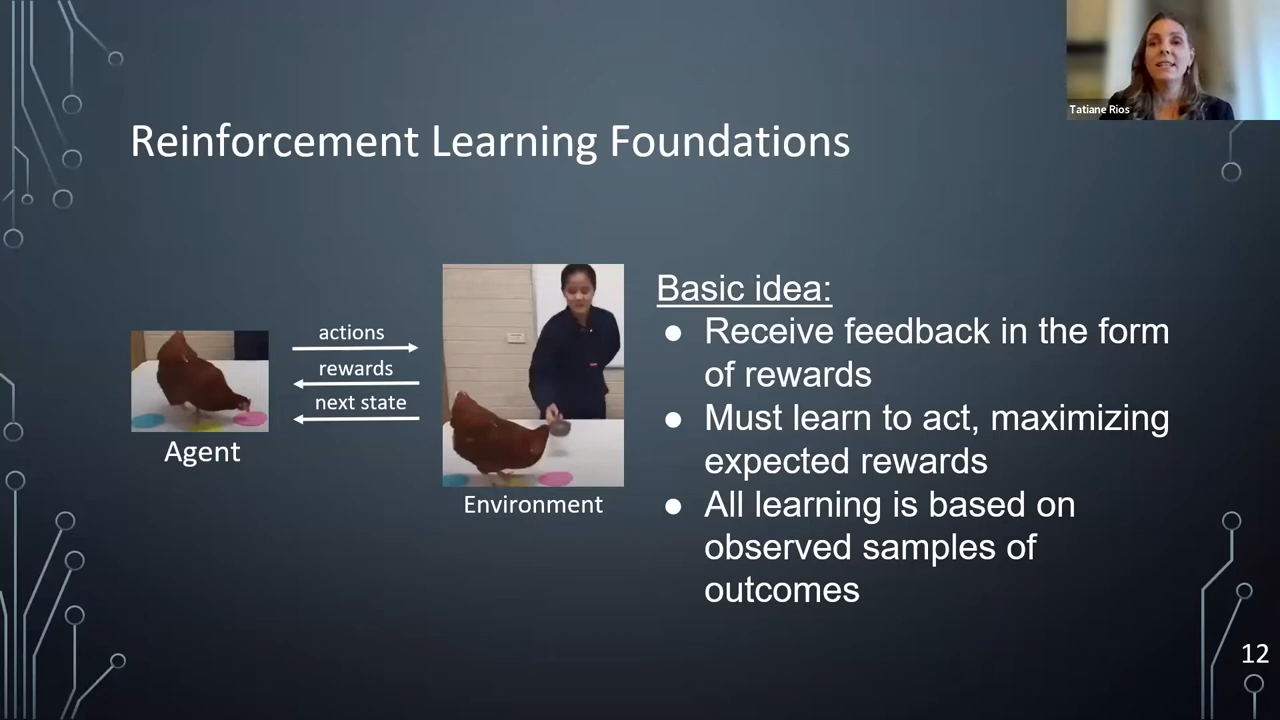 Tatiane Rios
Reinforcement Learning Foundations
actions
rewards
next state
Agent
Environment
Basic idea:
● Receive feedback in the form
of rewards
● Must learn to act, maximizing
expected rewards
● All learning is based on
observed samples of
outcomes
12